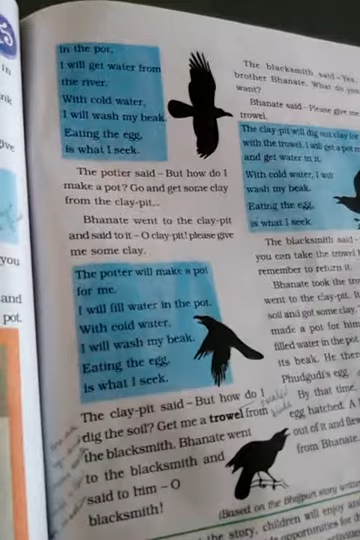 in
ink
give
you
and
pot.
in the pot,
I will get water from
the river.
With cold water,
I will wash my beak.
Eating the egg,
is what I seek.
The potter said – But how do I
make a pot? Go and get some clay
from the clay-pit..
Bhanate went to the clay-pit
and said to it – O clay-pit! please give
me some clay.
The potter will make a pot
for me.
I will fill water in the pot.
With cold water,
I will wash my beak.
Eating the egg,
is what I seek.
The clay-pit said – But how do I
dig the soil? Get me a trowel from
the blacksmith. Bhanate went
to the blacksmith and
said to him – O
blacksmith!
The blacksmith said – Yes,
brother Bhanate. What do you
want?
Bhanate said – Please give me
trowel.
The clay-pit will dig out clay for
with the trowel. I will get a pot m
and get water in it.
With cold water, I will
wash my beak.
Eating the egg,
is what I seek.
The blacksmith said
you can take the trowel
remember to return it.
Bhanate took the tro
went to the clay-pit. It
soil and got some clay.
made a pot for him
filled water in the pot.
its beak. He then
Phudgudi's egg.
By that time,
egg hatched. A
out of it and flew
from Bhanate.
(Based on the Bhojpuri story writte
the story, children will enjoy and
opportunities for